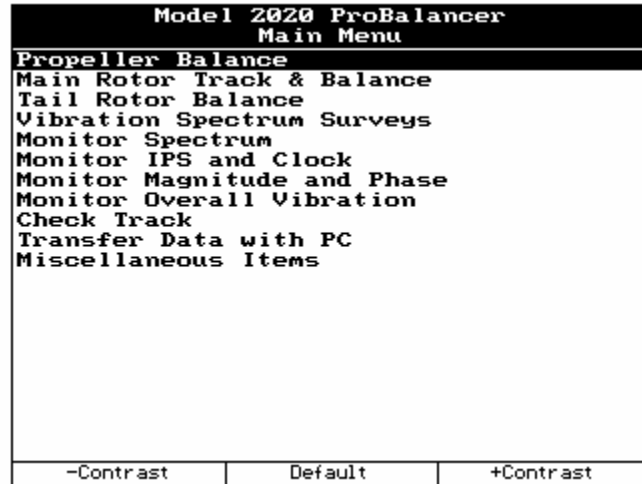 Model 2020 ProBalancer
Main Menu
Propeller Balance
Main Rotor Track & Balance
Tail Rotor Balance
Vibration Spectrum Surveys
Monitor Spectrum
Monitor IPS and Clock
Monitor Magnitude and Phase
Monitor Overall Vibration
Check Track
Transfer Data with PC
Miscellaneous Items
-Contrast Default +Contrast